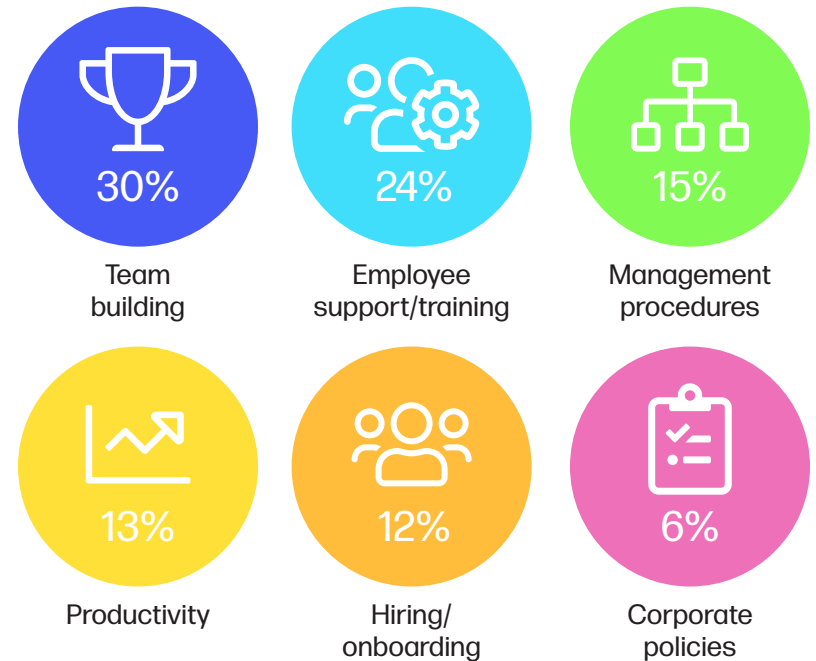 30%
24%
15%
Team
building
Employee
support/training
Management
procedures
13%
12%
6%
Productivity
Hiring/
onboarding
Corporate
policies